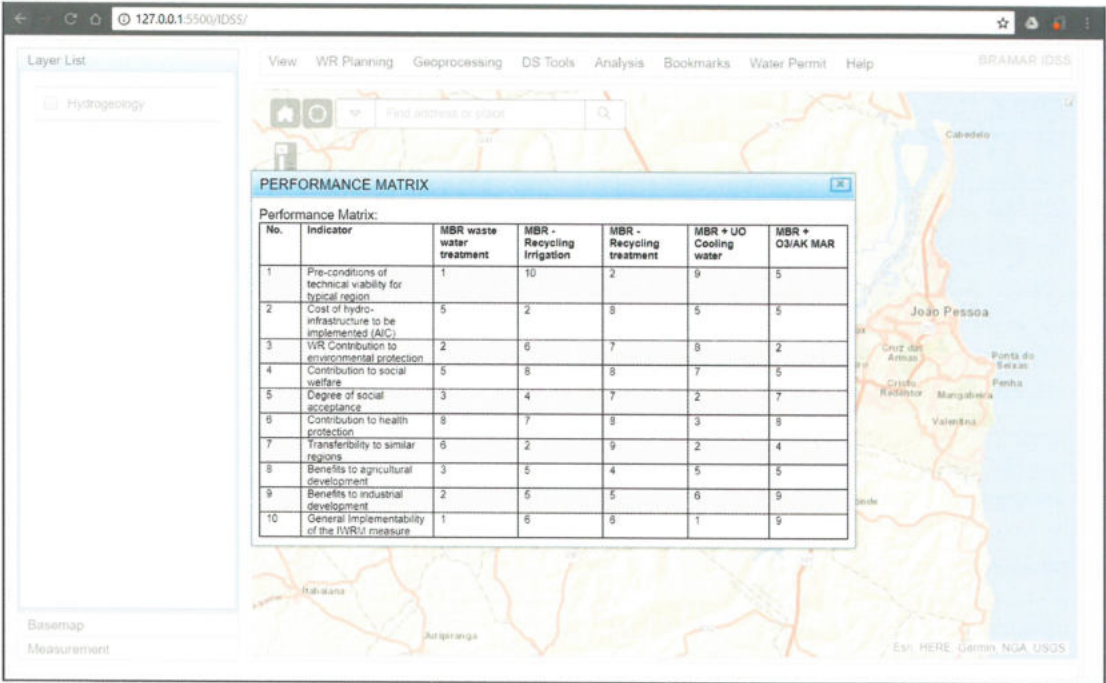 127.0.0.1:5500/IDSS/
Layer List
View WR Planning Geoprocessing DS Tools Analysis Bookmarks Water Permit Help
BRAMAR IDSS
Hydrogeology
Find address or place
Cabedelo
PERFORMANCE MATRIX
Performance Matrix:
No. Indicator MBR waste water treatment MBR - Recycling Irrigation MBR - Recycling treatment MBR + UO Cooling water MBR + O3/AK MAR
1 Pre-conditions of technical viability for typical region 1 10 2 9 5
2 Cost of hydro-infrastructure to be implemented (AIC) 5 2 8 5 5
3 WR Contribution to environmental protection 2 6 7 8 2
4 Contribution to social welfare 5 8 8 7 5
5 Degree of social acceptance 3 4 7 2 7
6 Contribution to health protection 8 7 8 3 8
7 Transferibility to similar regions 6 2 9 2 4
8 Benefits to agricultural development 3 5 4 5 5
9 Benefits to industrial development 2 5 5 6 9
10 General Implementability of the IWRM measure 1 6 6 1 9
João Pessoa
Cruz das
Armas
Ponta do
Seixas
Cristo
Redentor
Penha
Mangabeira
Valentina
Itabaiana
Juripiranga
Basemap
Measurement
Esri, HERE, Garmin, NGA, USGS